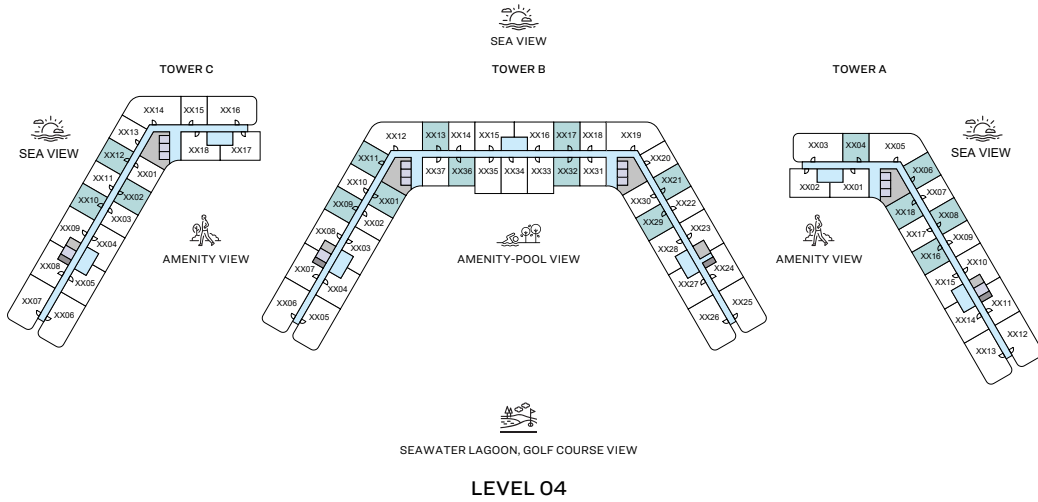 SEA VIEW
TOWER C
TOWER B
TOWER A
SEA VIEW
SEA VIEW
XX14
XX15
XX16
XX13
XX18
XX17
XX12
XX01
XX11
XX02
XX10
XX03
XX09
XX04
XX08
XX05
XX07
XX06
AMENITY VIEW
XX12
XX13
XX14
XX15
XX16
XX17
XX18
XX19
XX11
XX37
XX36
XX35
XX34
XX33
XX32
XX31
XX20
XX10
XX01
XX30
XX21
XX09
XX02
XX29
XX22
XX08
XX03
XX28
XX23
XX07
XX04
XX27
XX24
XX06
XX05
XX26
XX25
AMENITY-POOL VIEW
XX03
XX04
XX05
XX02
XX01
XX06
XX07
XX18
XX08
XX17
XX09
XX16
XX10
XX15
XX11
XX14
XX12
XX13
AMENITY VIEW
SEAWATER LAGOON, GOLF COURSE VIEW
LEVEL 04